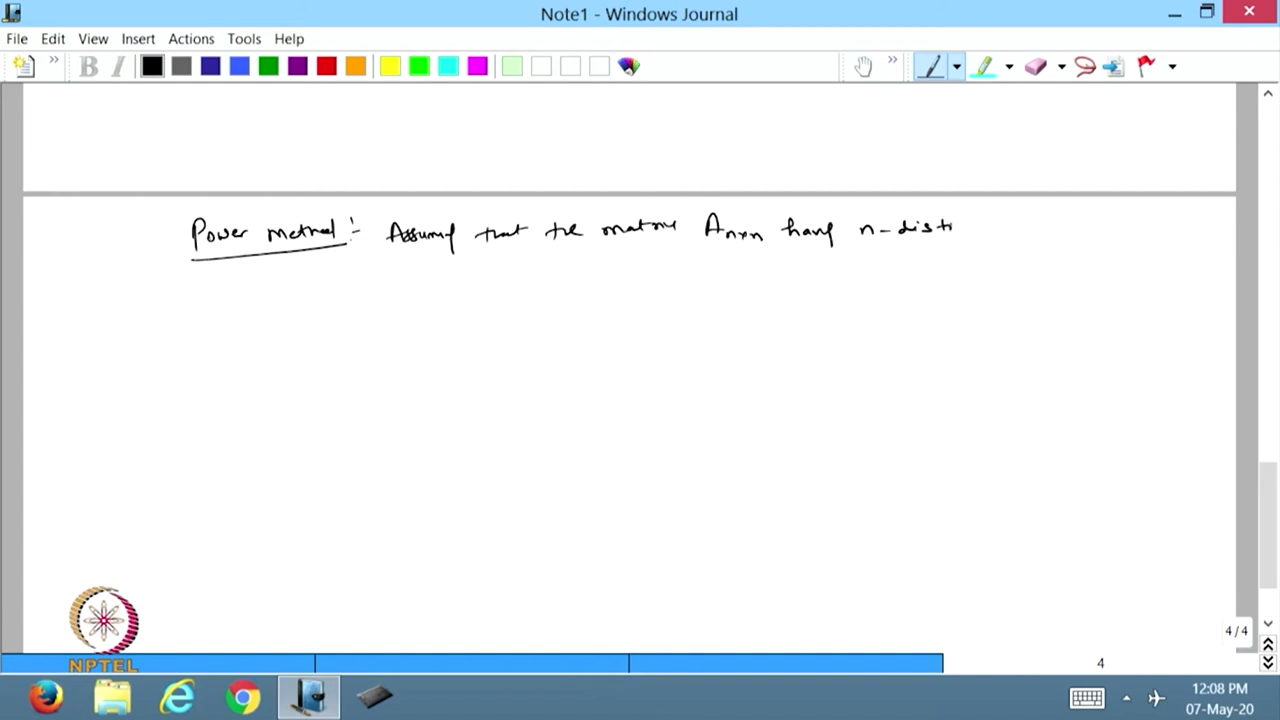 Note1 - Windows Journal
File Edit View Insert Actions Tools Help
B I
Power method :- Assuming that the matrix Anxn having n-disti
4 / 4
NPTEL
4
12:08 PM
07-May-20